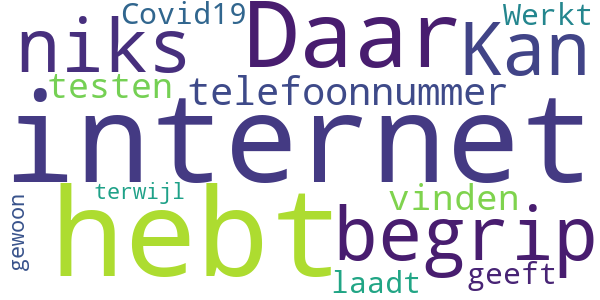 Covid19 Daar Werkt
niks Kan
testen telefoonnummer
internet
terwijl vinden
gewoon hebt begrip
laadt geeft